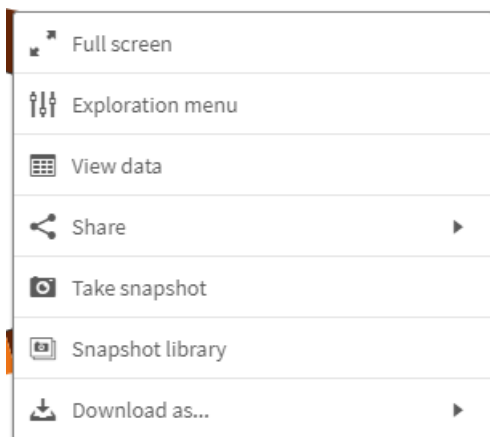 Full screen
Exploration menu
View data
Share
Take snapshot
Snapshot library
Download as...